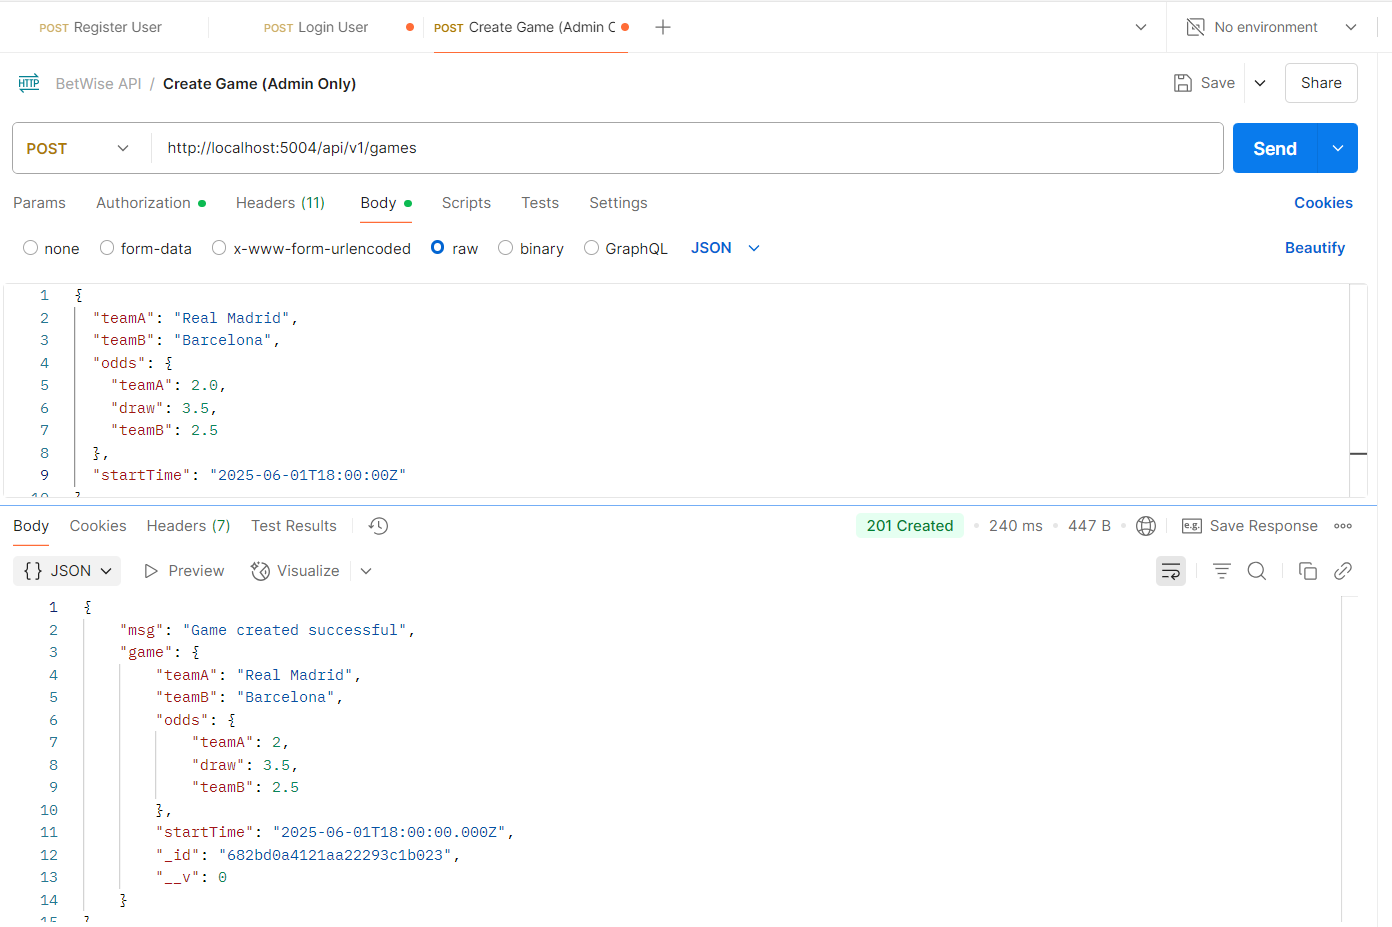 POST Register User POST Login User POST Create Game (Admin C No environment
HTTP BetWise API / Create Game (Admin Only) Save Share
POST http://localhost:5004/api/v1/games Send
Params Authorization Headers (11) Body Scripts Tests Settings Cookies
none form-data x-www-form-urlencoded raw binary GraphQL JSON Beautify
1 {
2 "teamA": "Real Madrid",
3 "teamB": "Barcelona",
4 "odds": {
5 "teamA": 2.0,
6 "draw": 3.5,
7 "teamB": 2.5
8 },
9 "startTime": "2025-06-01T18:00:00Z"
10 }
Body Cookies Headers (7) Test Results 201 Created 240 ms 447 B e.g. Save Response
{} JSON Preview Visualize
1 {
2 "msg": "Game created successful",
3 "game": {
4 "teamA": "Real Madrid",
5 "teamB": "Barcelona",
6 "odds": {
7 "teamA": 2,
8 "draw": 3.5,
9 "teamB": 2.5
10 },
11 "startTime": "2025-06-01T18:00:00.000Z",
12 "_id": "682bd0a4121aa22293c1b023",
13 "__v": 0
14 }
15 }